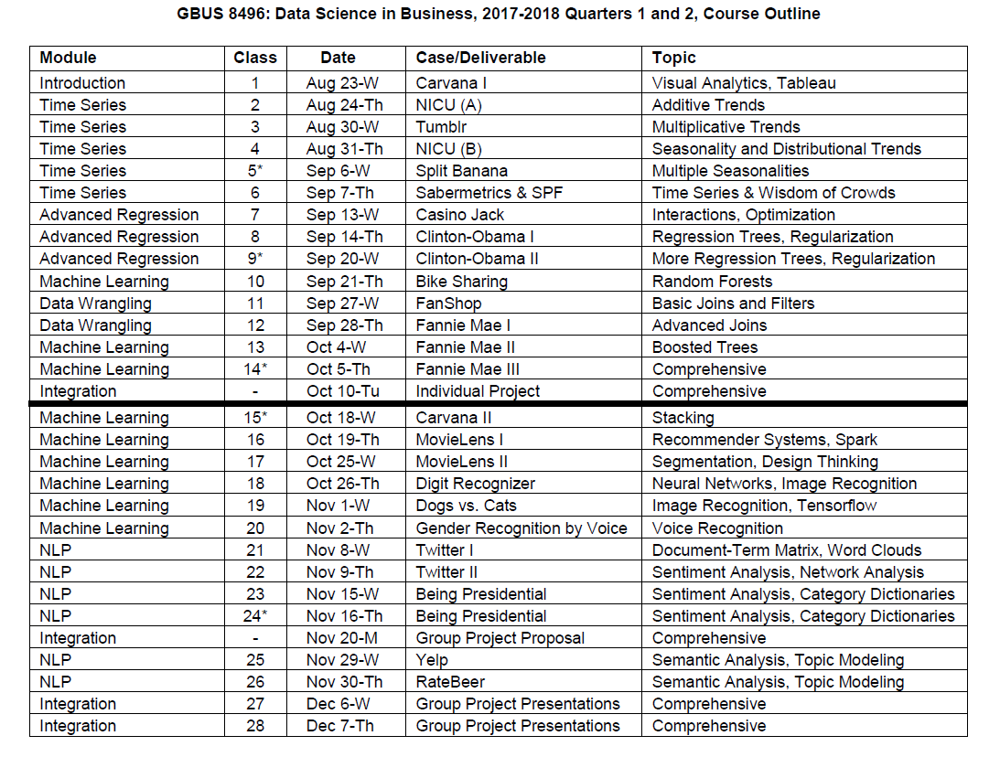 GBUS 8496: Data Science in Business, 2017-2018 Quarters 1 and 2, Course Outline
Module Class Date Case/Deliverable Topic
Introduction 1 Aug 23-W Carvana I Visual Analytics, Tableau
Time Series 2 Aug 24-Th NICU (A) Additive Trends
Time Series 3 Aug 30-W Tumblr Multiplicative Trends
Time Series 4 Aug 31-Th NICU (B) Seasonality and Distributional Trends
Time Series 5* Sep 6-W Split Banana Multiple Seasonalities
Time Series 6 Sep 7-Th Sabermetrics & SPF Time Series & Wisdom of Crowds
Advanced Regression 7 Sep 13-W Casino Jack Interactions, Optimization
Advanced Regression 8 Sep 14-Th Clinton-Obama I Regression Trees, Regularization
Advanced Regression 9* Sep 20-W Clinton-Obama II More Regression Trees, Regularization
Machine Learning 10 Sep 21-Th Bike Sharing Random Forests
Data Wrangling 11 Sep 27-W FanShop Basic Joins and Filters
Data Wrangling 12 Sep 28-Th Fannie Mae I Advanced Joins
Machine Learning 13 Oct 4-W Fannie Mae II Boosted Trees
Machine Learning 14* Oct 5-Th Fannie Mae III Comprehensive
Integration - Oct 10-Tu Individual Project Comprehensive
Machine Learning 15* Oct 18-W Carvana II Stacking
Machine Learning 16 Oct 19-Th MovieLens I Recommender Systems, Spark
Machine Learning 17 Oct 25-W MovieLens II Segmentation, Design Thinking
Machine Learning 18 Oct 26-Th Digit Recognizer Neural Networks, Image Recognition
Machine Learning 19 Nov 1-W Dogs vs. Cats Image Recognition, Tensorflow
Machine Learning 20 Nov 2-Th Gender Recognition by Voice Voice Recognition
NLP 21 Nov 8-W Twitter I Document-Term Matrix, Word Clouds
NLP 22 Nov 9-Th Twitter II Sentiment Analysis, Network Analysis
NLP 23 Nov 15-W Being Presidential Sentiment Analysis, Category Dictionaries
NLP 24* Nov 16-Th Being Presidential Sentiment Analysis, Category Dictionaries
Integration - Nov 20-M Group Project Proposal Comprehensive
NLP 25 Nov 29-W Yelp Semantic Analysis, Topic Modeling
NLP 26 Nov 30-Th RateBeer Semantic Analysis, Topic Modeling
Integration 27 Dec 6-W Group Project Presentations Comprehensive
Integration 28 Dec 7-Th Group Project Presentations Comprehensive